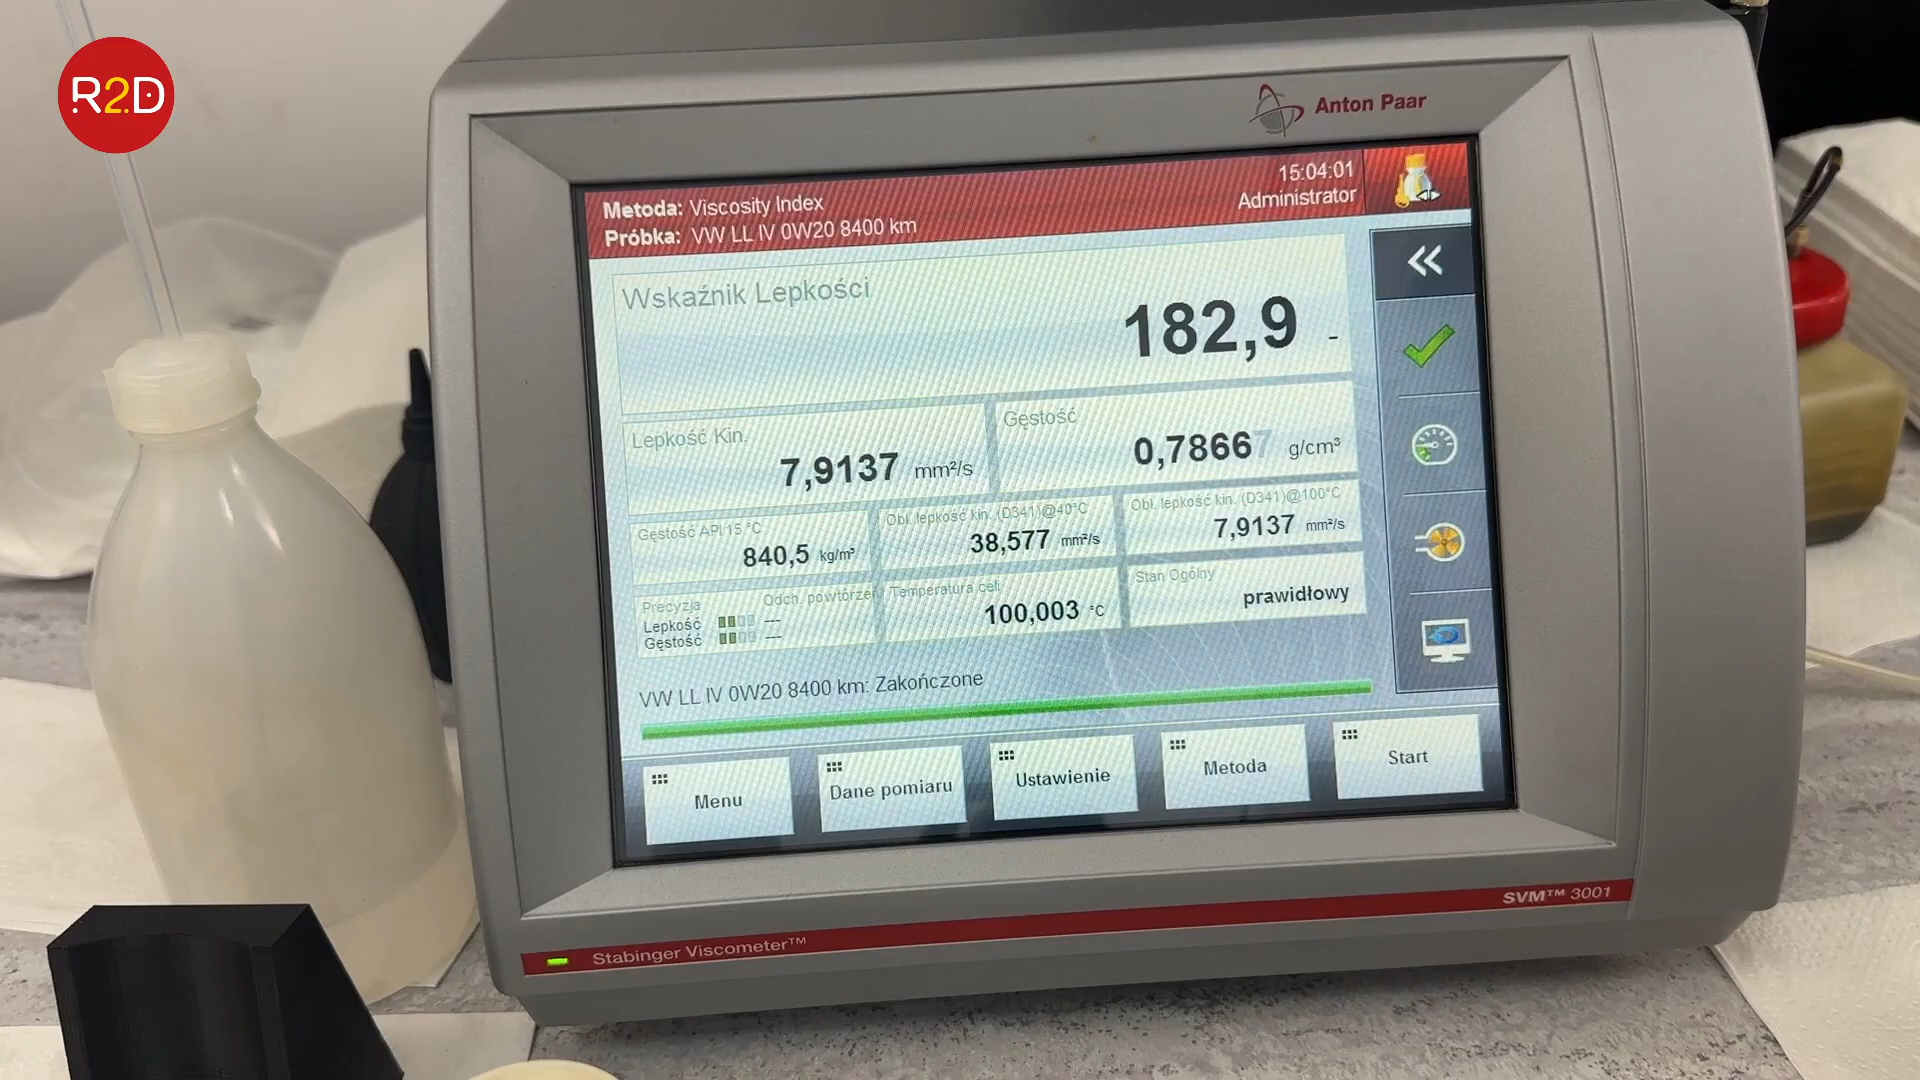 R2D
Anton Paar
Metoda: Viscosity Index
Próbka: VW LL IV 0W20 8400 km
15:04:01
Administrator
Wskaźnik Lepkości
182,9 -
Lepkość Kin.
7,9137 mm²/s
Gęstość
0,78667 g/cm³
Gęstość API 15 °C
840,5 kg/m³
Obl. lepkość kin. (D341)@40°C
38,577 mm²/s
Obl. lepkość kin. (D341)@100°C
7,9137 mm²/s
Precyzja Odch. powtórzeń
Lepkość ---
Gęstość ---
Temperatura celi
100,003 °C
Stan Ogólny
prawidłowy
VW LL IV 0W20 8400 km: Zakończone
Menu
Dane pomiaru
Ustawienie
Metoda
Start
Stabinger Viscometer™
SVM™ 3001